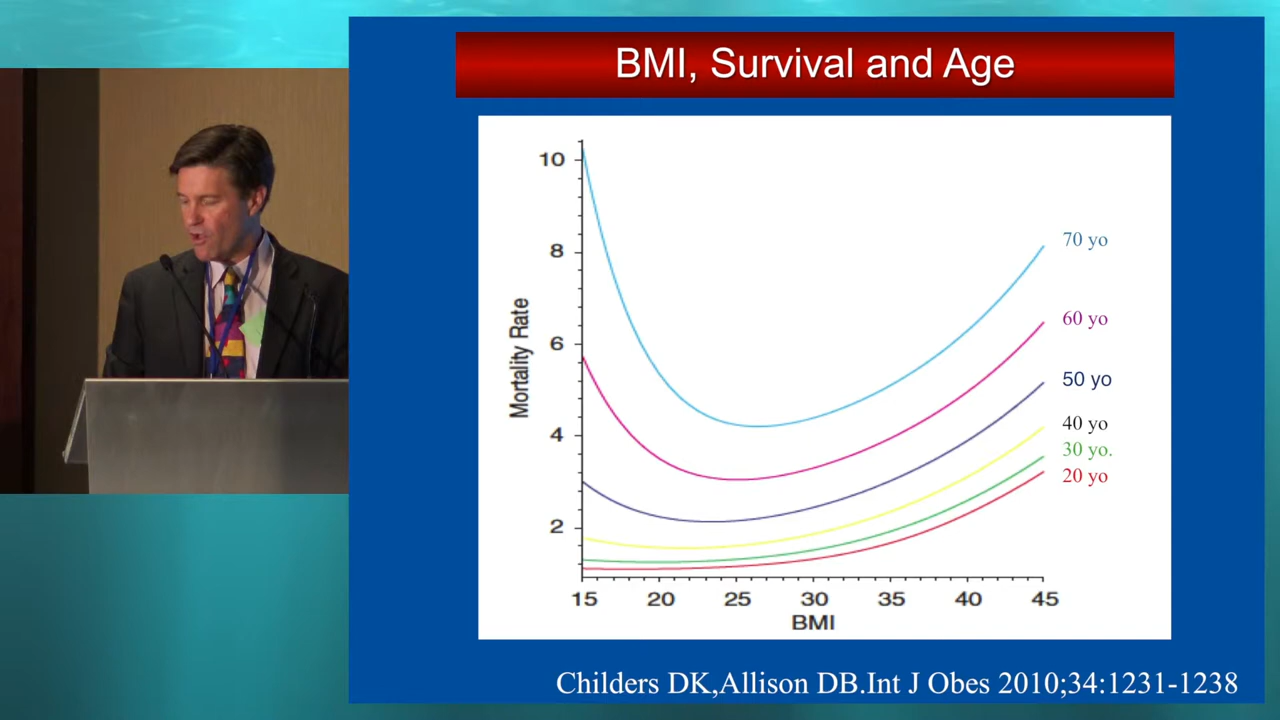 BMI, Survival and Age
10
8
6
4
2
Mortality Rate
70 yo
60 yo
50 yo
40 yo
30 yo.
20 yo
15 20 25 30 35 40 45
BMI
Childers DK,Allison DB.Int J Obes 2010;34:1231-1238